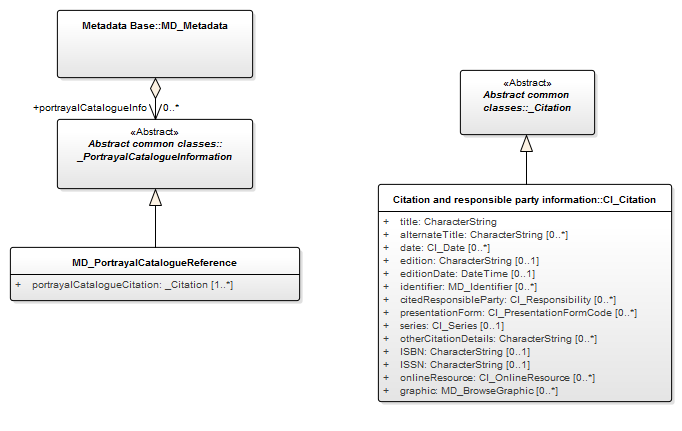 Metadata Base::MD_Metadata
+portrayalCatalogueInfo 0..*
«Abstract»
Abstract common classes::
_PortrayalCatalogueInformation
MD_PortrayalCatalogueReference
+ portrayalCatalogueCitation: _Citation [1..*]
«Abstract»
Abstract common
classes::_Citation
Citation and responsible party information::CI_Citation
+ title: CharacterString
+ alternateTitle: CharacterString [0..*]
+ date: CI_Date [0..*]
+ edition: CharacterString [0..1]
+ editionDate: DateTime [0..1]
+ identifier: MD_Identifier [0..*]
+ citedResponsibleParty: CI_Responsibility [0..*]
+ presentationForm: CI_PresentationFormCode [0..*]
+ series: CI_Series [0..1]
+ otherCitationDetails: CharacterString [0..*]
+ ISBN: CharacterString [0..1]
+ ISSN: CharacterString [0..1]
+ onlineResource: CI_OnlineResource [0..*]
+ graphic: MD_BrowseGraphic [0..*]